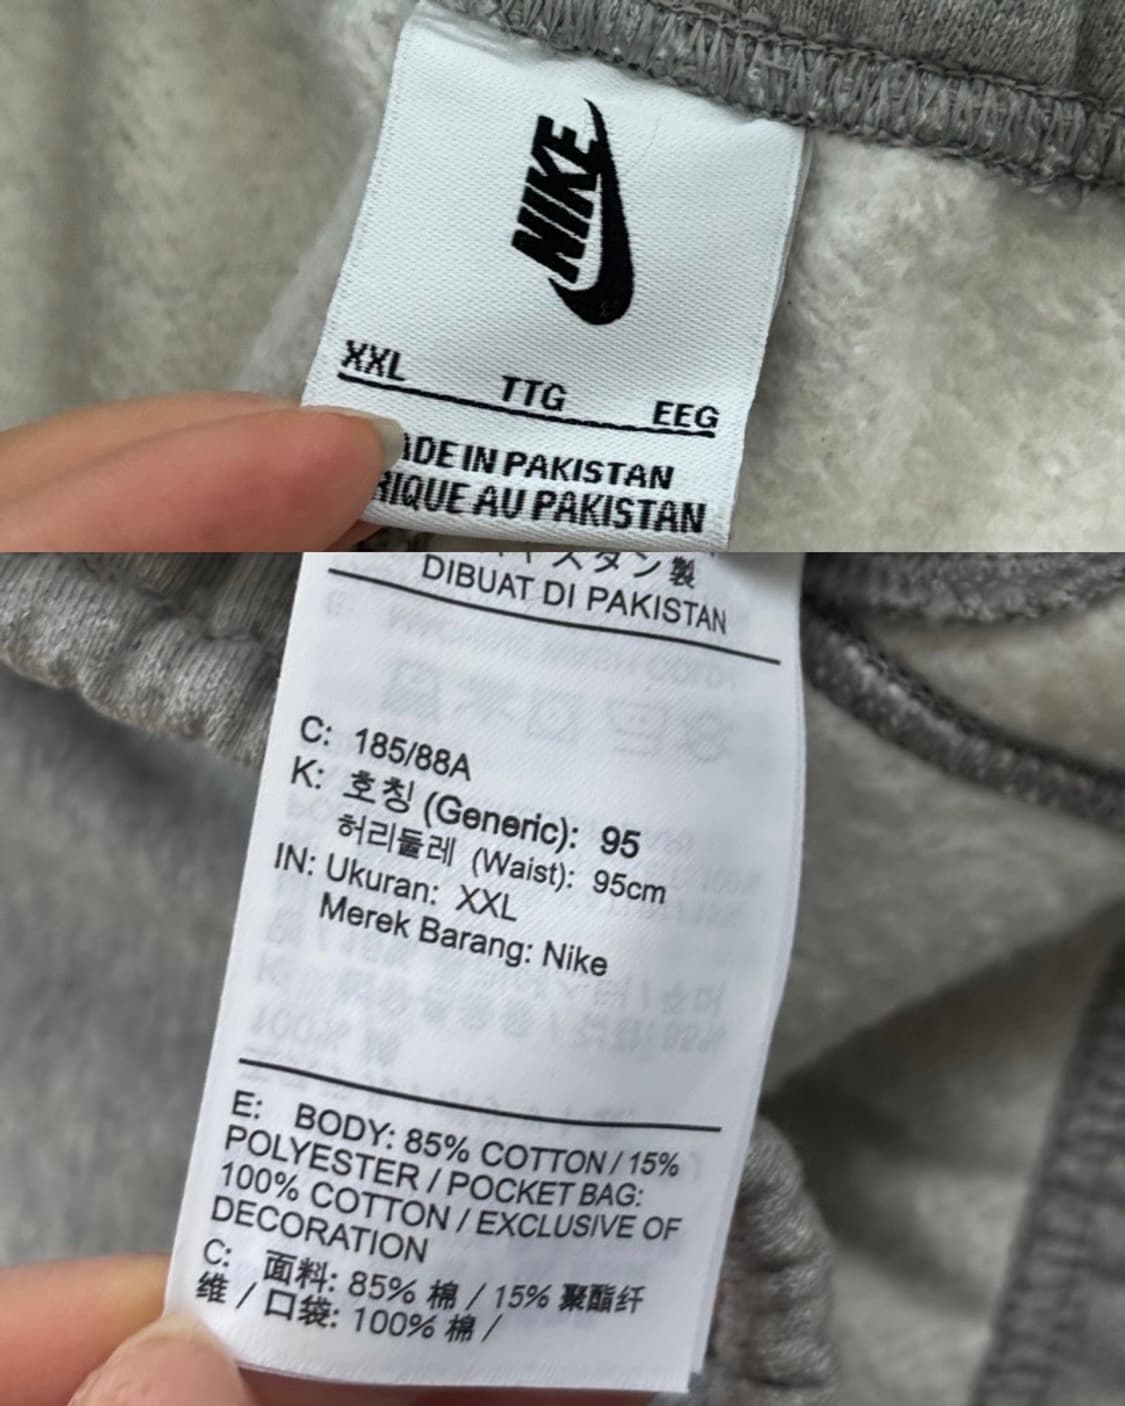 NIKE
XXL TTG EEG
IN PAKISTAN
AU PAKISTAN
DIBUAT DI PAKISTAN
C: 185/88A
K: 호칭 (Generic): 95
허리둘레 (Waist): 95cm
IN: Ukuran: XXL
Merek Barang: Nike
E: BODY: 85% COTTON / 15%
POLYESTER / POCKET BAG:
100% COTTON / EXCLUSIVE OF
DECORATION
C: 面料: 85% 棉 / 15% 聚酯纤
维 / 口袋: 100% 棉 /